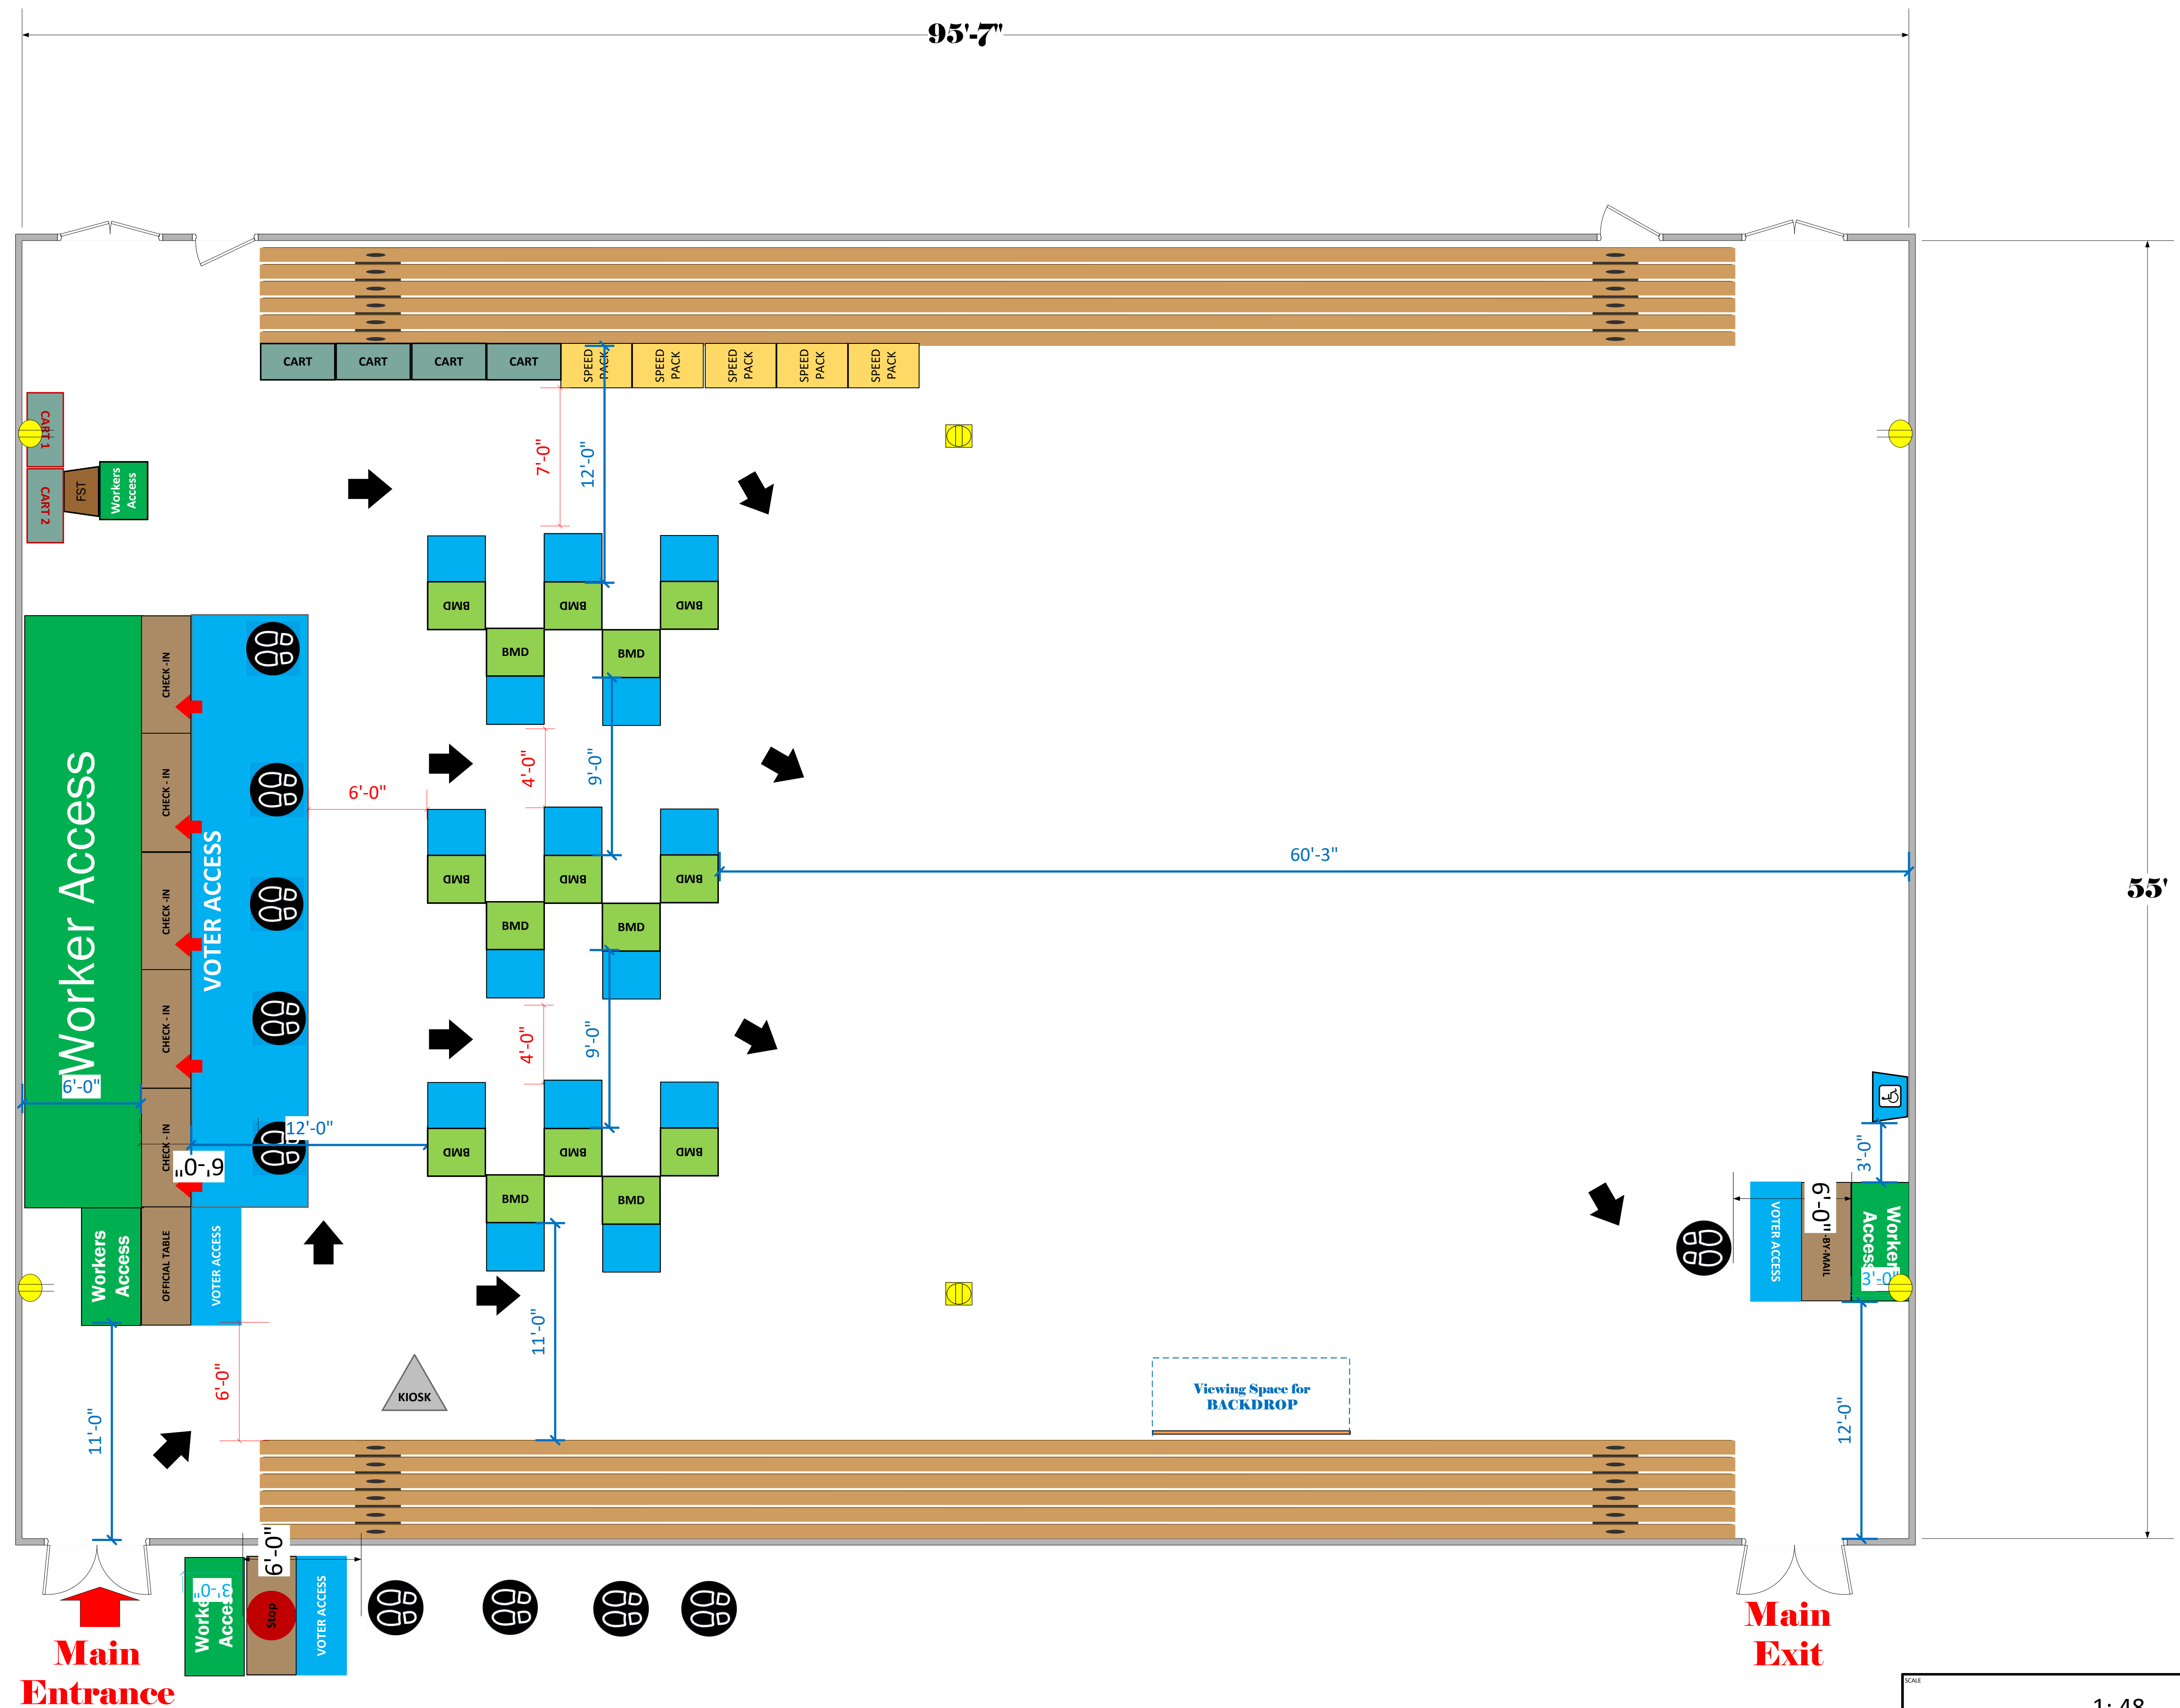 95'-7"
CART
CART
CART
CART
SPEED
PACK
SPEED
PACK
SPEED
PACK
SPEED
PACK
SPEED
PACK
CART 1
CART 2
FST
Workers
Access
7'-0"
12'-0"
BMD
BMD
BMD
BMD
BMD
Worker Access
CHECK -IN
CHECK - IN
CHECK -IN
CHECK - IN
CHECK - IN
VOTER ACCESS
6'-0"
4'-0"
9'-0"
BMD
BMD
BMD
BMD
BMD
60'-3"
55'
4'-0"
9'-0"
6'-0"
12'-0"
6'-0"
BMD
BMD
BMD
BMD
BMD
Workers
Access
OFFICIAL TABLE
VOTER ACCESS
11'-0"
6'-0"
KIOSK
11'-0"
Viewing Space for
BACKDROP
3'-0"
VOTER ACCESS
6'-0"
-BY-MAIL
Worker
Access
3'-0"
12'-0"
6'-0"
3'-0"
Worke
Access
Stop
VOTER ACCESS
Main
Entrance
Main
Exit
SCALE
1: 48